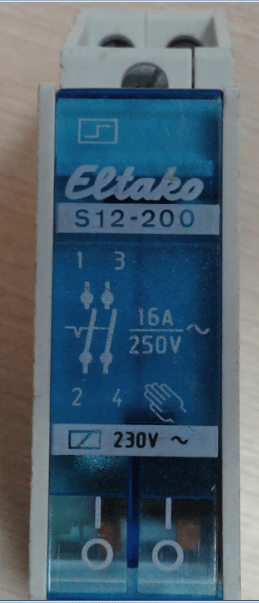 Eltako
S12-200
1 3
16A
250V ~
2 4
230V ~
I I
O O